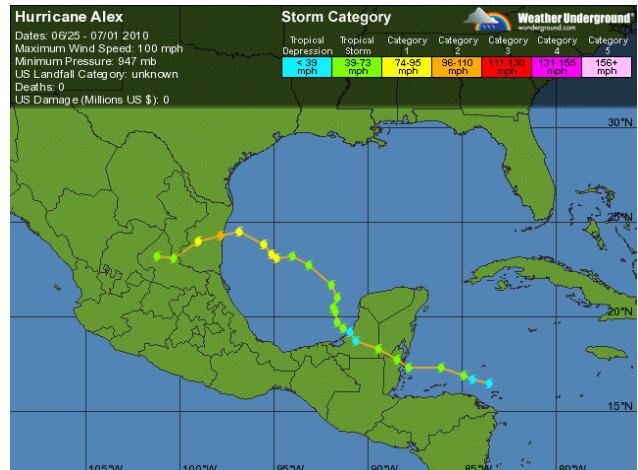 Hurricane Alex
Dates: 06/25 - 07/01 2010
Maximum Wind Speed: 100 mph
Minimum Pressure: 947 mb
US Landfall Category: unknown
Deaths: 0
US Damage (Millions US $): 0
Storm Category
Weather Underground®
wunderground.com
Tropical Depression
Tropical Storm
Category 1
Category 2
Category 3
Category 4
Category 5
< 39 mph
39-73 mph
74-95 mph
96-110 mph
111-130 mph
131-155 mph
156+ mph
30°N
25°N
20°N
15°N
105°W
100°W
95°W
90°W
85°W
80°W